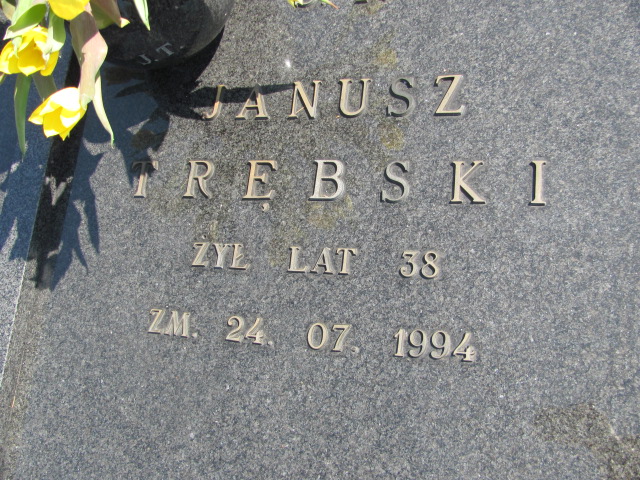 J.T.
JANUSZ
TRĘBSKI
ŻYŁ LAT 38
ZM. 24. 07. 1994